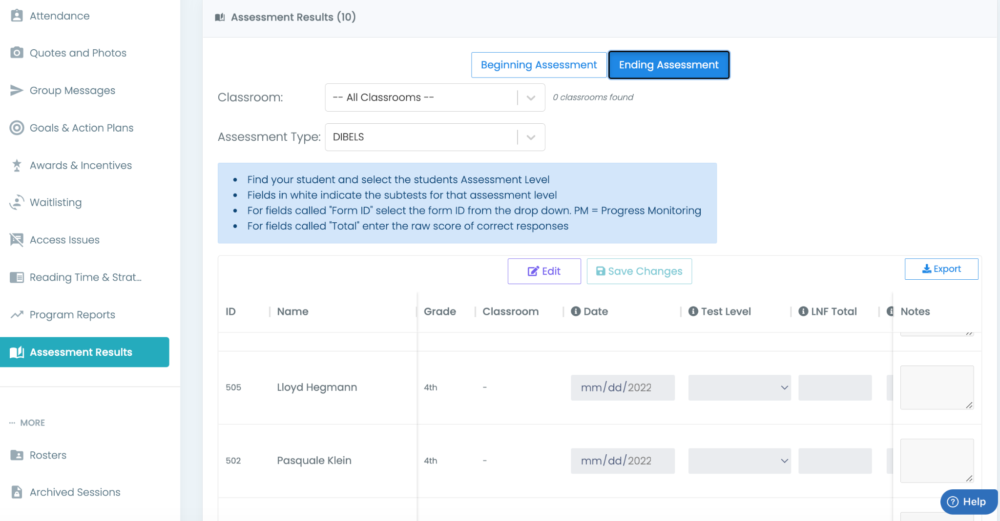 Attendance
Quotes and Photos
Group Messages
Goals & Action Plans
Awards & Incentives
Waitlisting
Access Issues
Reading Time & Strat...
Program Reports
Assessment Results
··· MORE
Rosters
Archived Sessions
Assessment Results (10)
Beginning Assessment Ending Assessment
Classroom: -- All Classrooms -- 0 classrooms found
Assessment Type: DIBELS
• Find your student and select the students Assessment Level
• Fields in white indicate the subtests for that assessment level
• For fields called "Form ID" select the form ID from the drop down. PM = Progress Monitoring
• For fields called "Total" enter the raw score of correct responses
Edit Save Changes Export
ID Name Grade Classroom Date Test Level LNF Total Notes
505 Lloyd Hegmann 4th - mm/dd/2022
502 Pasquale Klein 4th - mm/dd/2022
Help